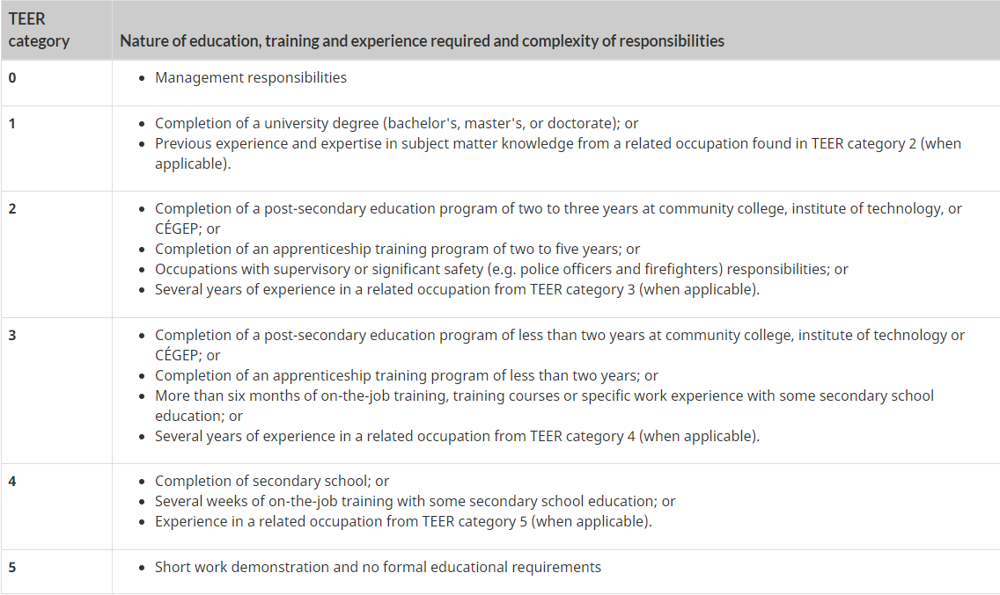 TEER
category
Nature of education, training and experience required and complexity of responsibilities
0
• Management responsibilities
1
• Completion of a university degree (bachelor's, master's, or doctorate); or
• Previous experience and expertise in subject matter knowledge from a related occupation found in TEER category 2 (when
applicable).
2
• Completion of a post-secondary education program of two to three years at community college, institute of technology, or
CÉGEP; or
• Completion of an apprenticeship training program of two to five years; or
• Occupations with supervisory or significant safety (e.g. police officers and firefighters) responsibilities; or
• Several years of experience in a related occupation from TEER category 3 (when applicable).
3
• Completion of a post-secondary education program of less than two years at community college, institute of technology or
CÉGEP; or
• Completion of an apprenticeship training program of less than two years; or
• More than six months of on-the-job training, training courses or specific work experience with some secondary school
education; or
• Several years of experience in a related occupation from TEER category 4 (when applicable).
4
• Completion of secondary school; or
• Several weeks of on-the-job training with some secondary school education; or
• Experience in a related occupation from TEER category 5 (when applicable).
5
• Short work demonstration and no formal educational requirements